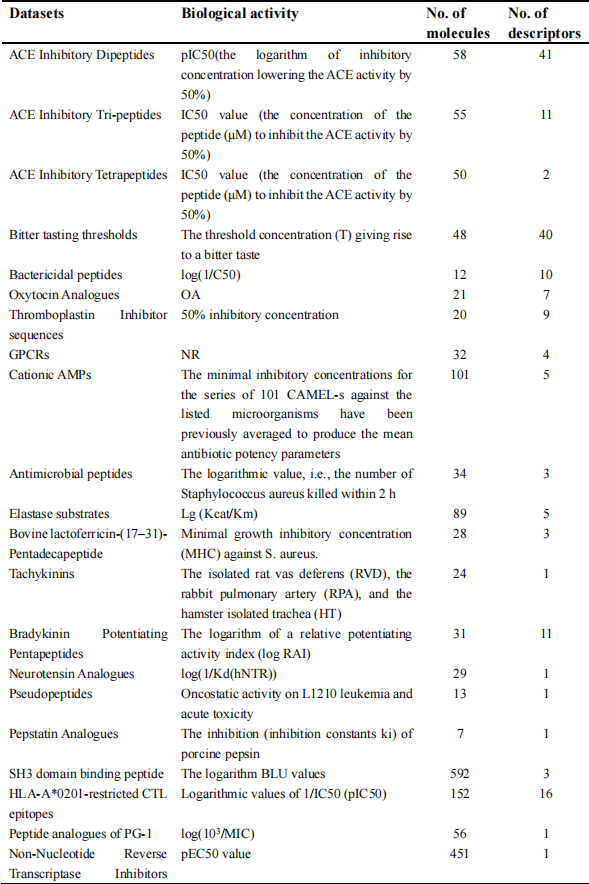 Datasets Biological activity No. of No. of
molecules descriptors
ACE Inhibitory Dipeptides pIC50(the logarithm of inhibitory 58 41
concentration lowering the ACE activity by
50%)
ACE Inhibitory Tri-peptides IC50 value (the concentration of the 55 11
peptide (μM) to inhibit the ACE activity by
50%)
ACE Inhibitory Tetrapeptides IC50 value (the concentration of the 50 2
peptide (μM) to inhibit the ACE activity by
50%)
Bitter tasting thresholds The threshold concentration (T) giving rise 48 40
to a bitter taste
Bactericidal peptides log(1/C50) 12 10
Oxytocin Analogues OA 21 7
Thromboplastin Inhibitor 50% inhibitory concentration 20 9
sequences
GPCRs NR 32 4
Cationic AMPs The minimal inhibitory concentrations for 101 5
the series of 101 CAMEL-s against the
listed microorganisms have been
previously averaged to produce the mean
antibiotic potency parameters
Antimicrobial peptides The logarithmic value, i.e., the number of 34 3
Staphylococcus aureus killed within 2 h
Elastase substrates Lg (Kcat/Km) 89 5
Bovine lactoferricin-(17–31)- Minimal growth inhibitory concentration 28 3
Pentadecapeptide (MHC) against S. aureus.
Tachykinins The isolated rat vas deferens (RVD), the 24 1
rabbit pulmonary artery (RPA), and the
hamster isolated trachea (HT)
Bradykinin Potentiating The logarithm of a relative potentiating 31 11
Pentapeptides activity index (log RAI)
Neurotensin Analogues log(1/Kd(hNTR)) 29 1
Pseudopeptides Oncostatic activity on L1210 leukemia and 13 1
acute toxicity
Pepstatin Analogues The inhibition (inhibition constants ki) of 7 1
porcine pepsin
SH3 domain binding peptide The logarithm BLU values 592 3
HLA-A*0201-restricted CTL Logarithmic values of 1/IC50 (pIC50) 152 16
epitopes
Peptide analogues of PG-1 log(10³/MIC) 56 1
Non-Nucleotide Reverse pEC50 value 451 1
Transcriptase Inhibitors